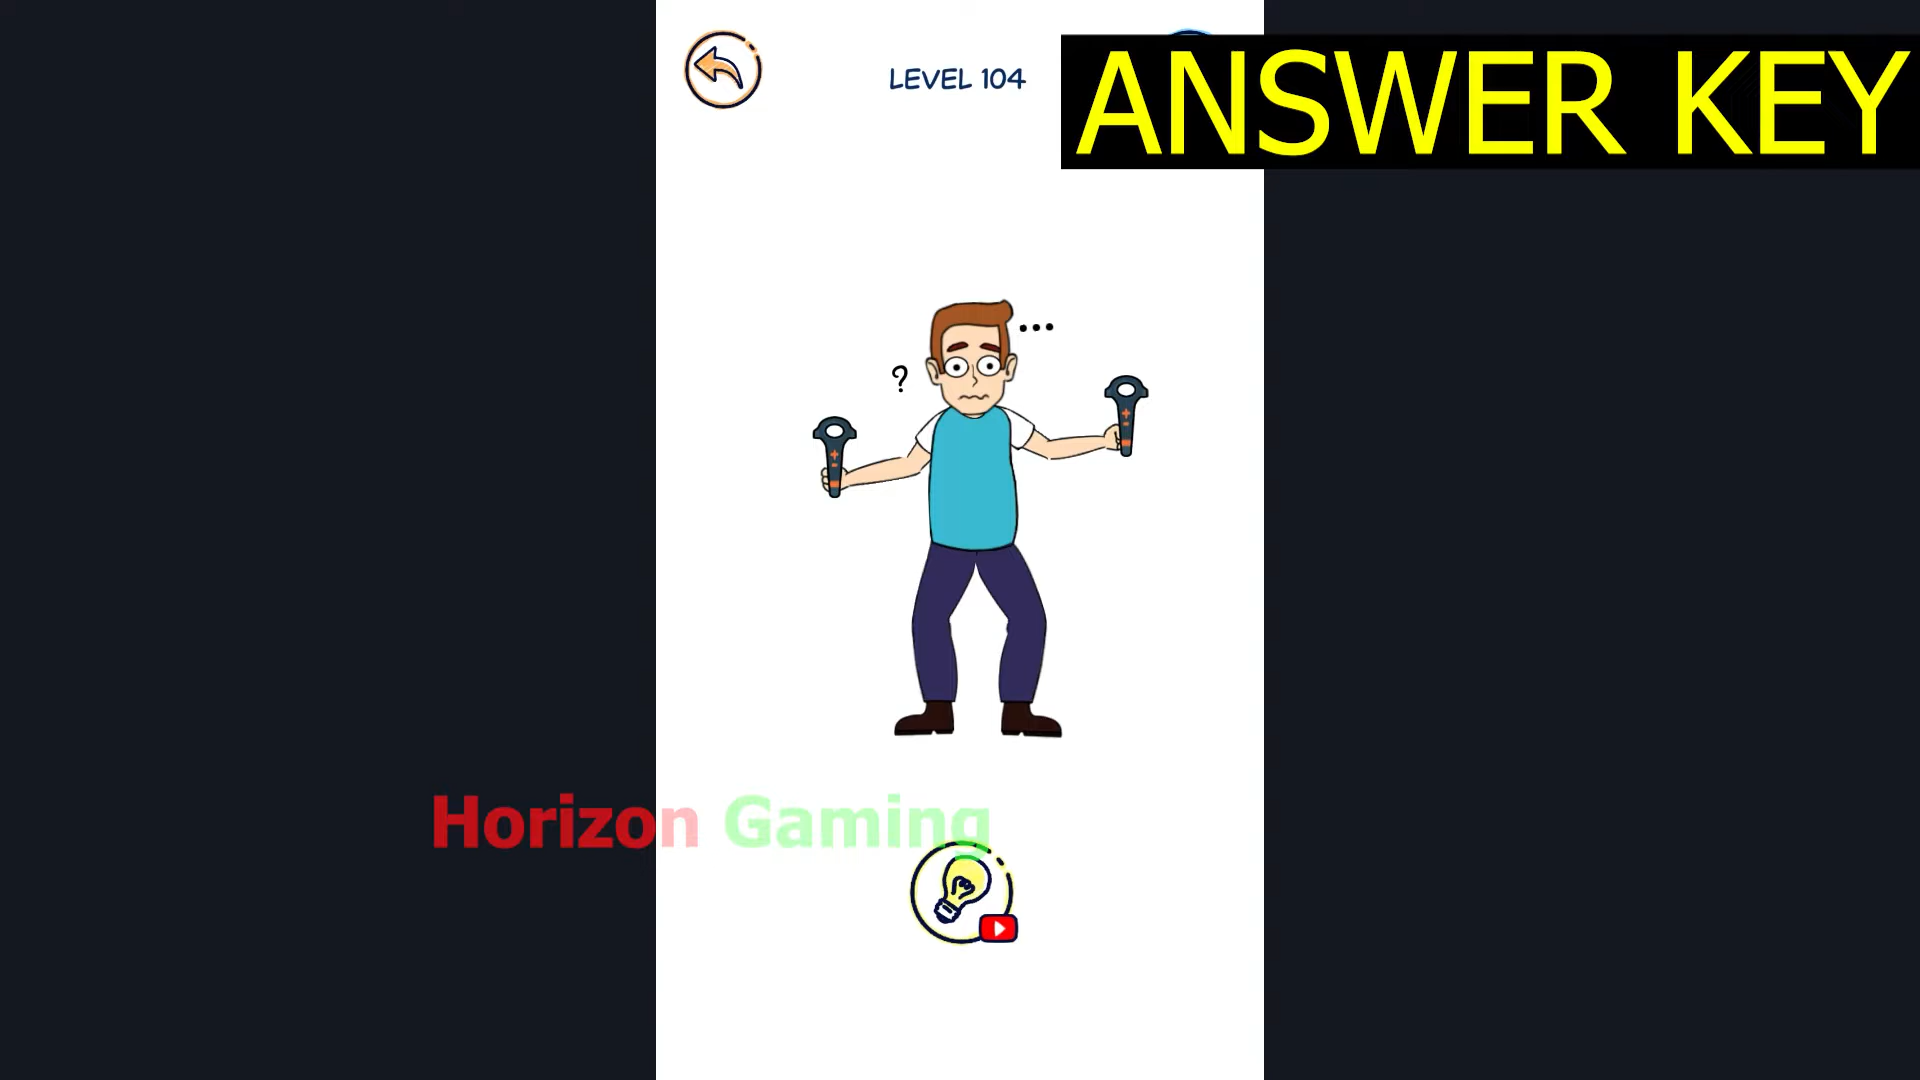 LEVEL 104
ANSWER KEY
...
?
+
-
+
-
Horizon Gaming